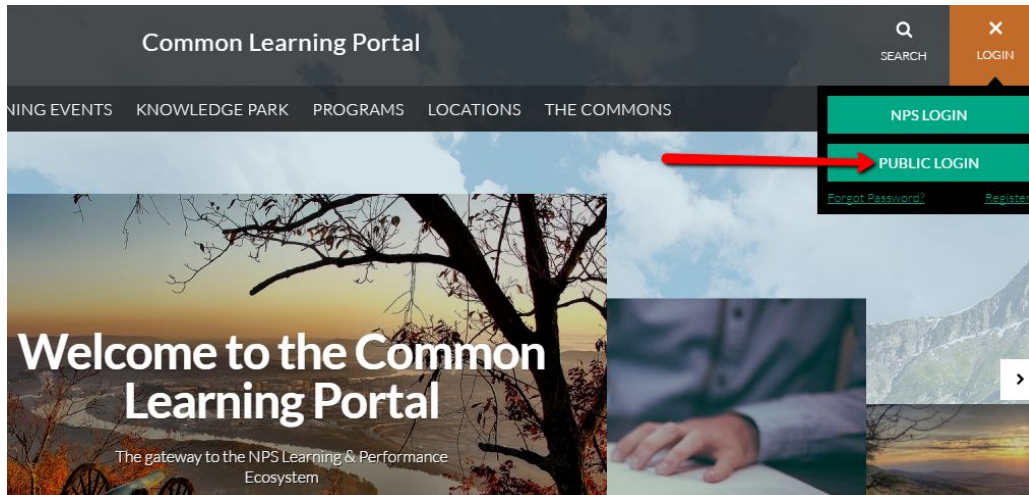 Common Learning Portal
SEARCH
LOGIN
NING EVENTS KNOWLEDGE PARK PROGRAMS LOCATIONS THE COMMONS
NPS LOGIN
PUBLIC LOGIN
Forgot Password? Register
Welcome to the Common
Learning Portal
The gateway to the NPS Learning & Performance
Ecosystem